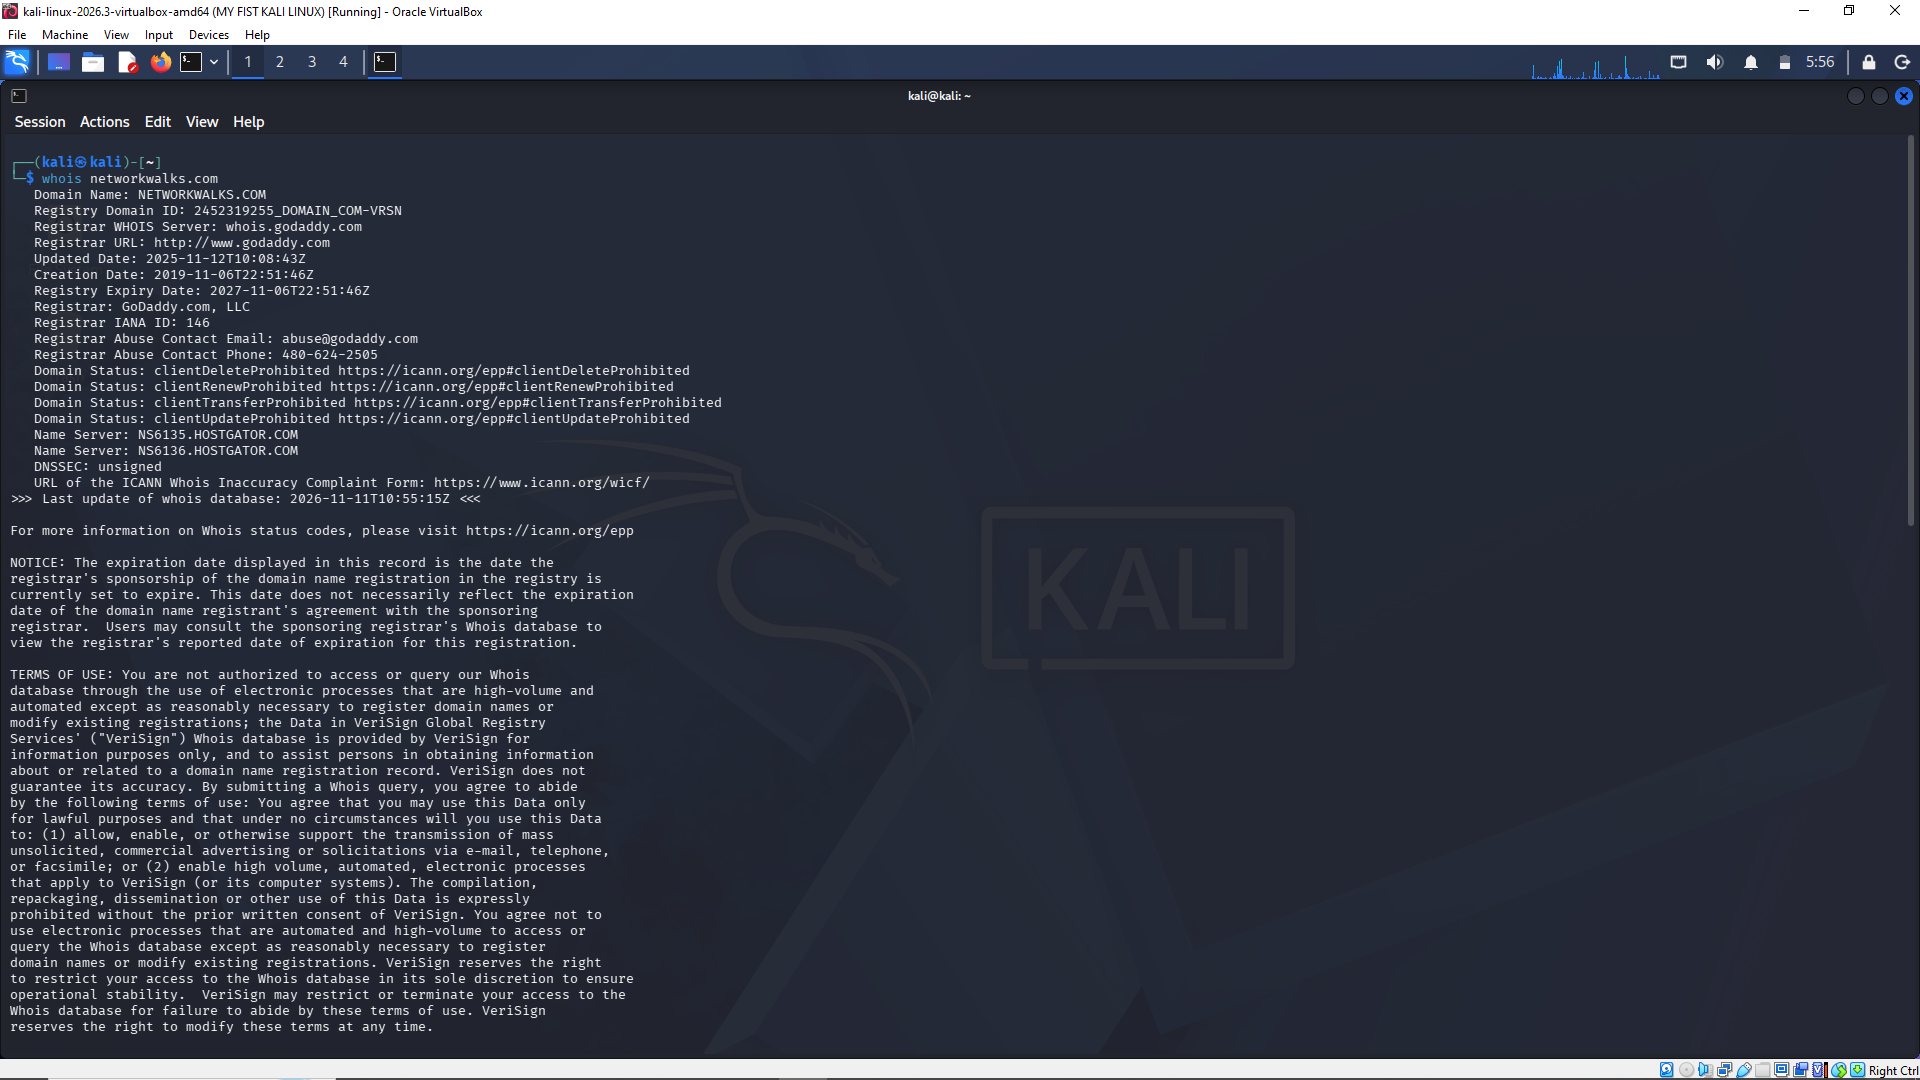 kali-linux-2026.3-virtualbox-amd64 (MY FIST KALI LINUX) [Running] - Oracle VirtualBox
File Machine View Input Devices Help
1 2 3 4 5:56
kali@kali: ~
Session Actions Edit View Help
┌──(kali㉿kali)-[~]
└─$ whois networkwalks.com
Domain Name: NETWORKWALKS.COM
Registry Domain ID: 2452319255_DOMAIN_COM-VRSN
Registrar WHOIS Server: whois.godaddy.com
Registrar URL: http://www.godaddy.com
Updated Date: 2025-11-12T10:08:43Z
Creation Date: 2019-11-06T22:51:46Z
Registry Expiry Date: 2027-11-06T22:51:46Z
Registrar: GoDaddy.com, LLC
Registrar IANA ID: 146
Registrar Abuse Contact Email: abuse@godaddy.com
Registrar Abuse Contact Phone: 480-624-2505
Domain Status: clientDeleteProhibited https://icann.org/epp#clientDeleteProhibited
Domain Status: clientRenewProhibited https://icann.org/epp#clientRenewProhibited
Domain Status: clientTransferProhibited https://icann.org/epp#clientTransferProhibited
Domain Status: clientUpdateProhibited https://icann.org/epp#clientUpdateProhibited
Name Server: NS6135.HOSTGATOR.COM
Name Server: NS6136.HOSTGATOR.COM
DNSSEC: unsigned
URL of the ICANN Whois Inaccuracy Complaint Form: https://www.icann.org/wicf/
>>> Last update of whois database: 2026-11-11T10:55:15Z <<<
For more information on Whois status codes, please visit https://icann.org/epp
NOTICE: The expiration date displayed in this record is the date the
registrar's sponsorship of the domain name registration in the registry is
currently set to expire. This date does not necessarily reflect the expiration
date of the domain name registrant's agreement with the sponsoring
registrar.  Users may consult the sponsoring registrar's Whois database to
view the registrar's reported date of expiration for this registration.
TERMS OF USE: You are not authorized to access or query our Whois
database through the use of electronic processes that are high-volume and
automated except as reasonably necessary to register domain names or
modify existing registrations; the Data in VeriSign Global Registry
Services' ("VeriSign") Whois database is provided by VeriSign for
information purposes only, and to assist persons in obtaining information
about or related to a domain name registration record. VeriSign does not
guarantee its accuracy. By submitting a Whois query, you agree to abide
by the following terms of use: You agree that you may use this Data only
for lawful purposes and that under no circumstances will you use this Data
to: (1) allow, enable, or otherwise support the transmission of mass
unsolicited, commercial advertising or solicitations via e-mail, telephone,
or facsimile; or (2) enable high volume, automated, electronic processes
that apply to VeriSign (or its computer systems). The compilation,
repackaging, dissemination or other use of this Data is expressly
prohibited without the prior written consent of VeriSign. You agree not to
use electronic processes that are automated and high-volume to access or
query the Whois database except as reasonably necessary to register
domain names or modify existing registrations. VeriSign reserves the right
to restrict your access to the Whois database in its sole discretion to ensure
operational stability.  VeriSign may restrict or terminate your access to the
Whois database for failure to abide by these terms of use. VeriSign
reserves the right to modify these terms at any time.
KALI
Right Ctrl